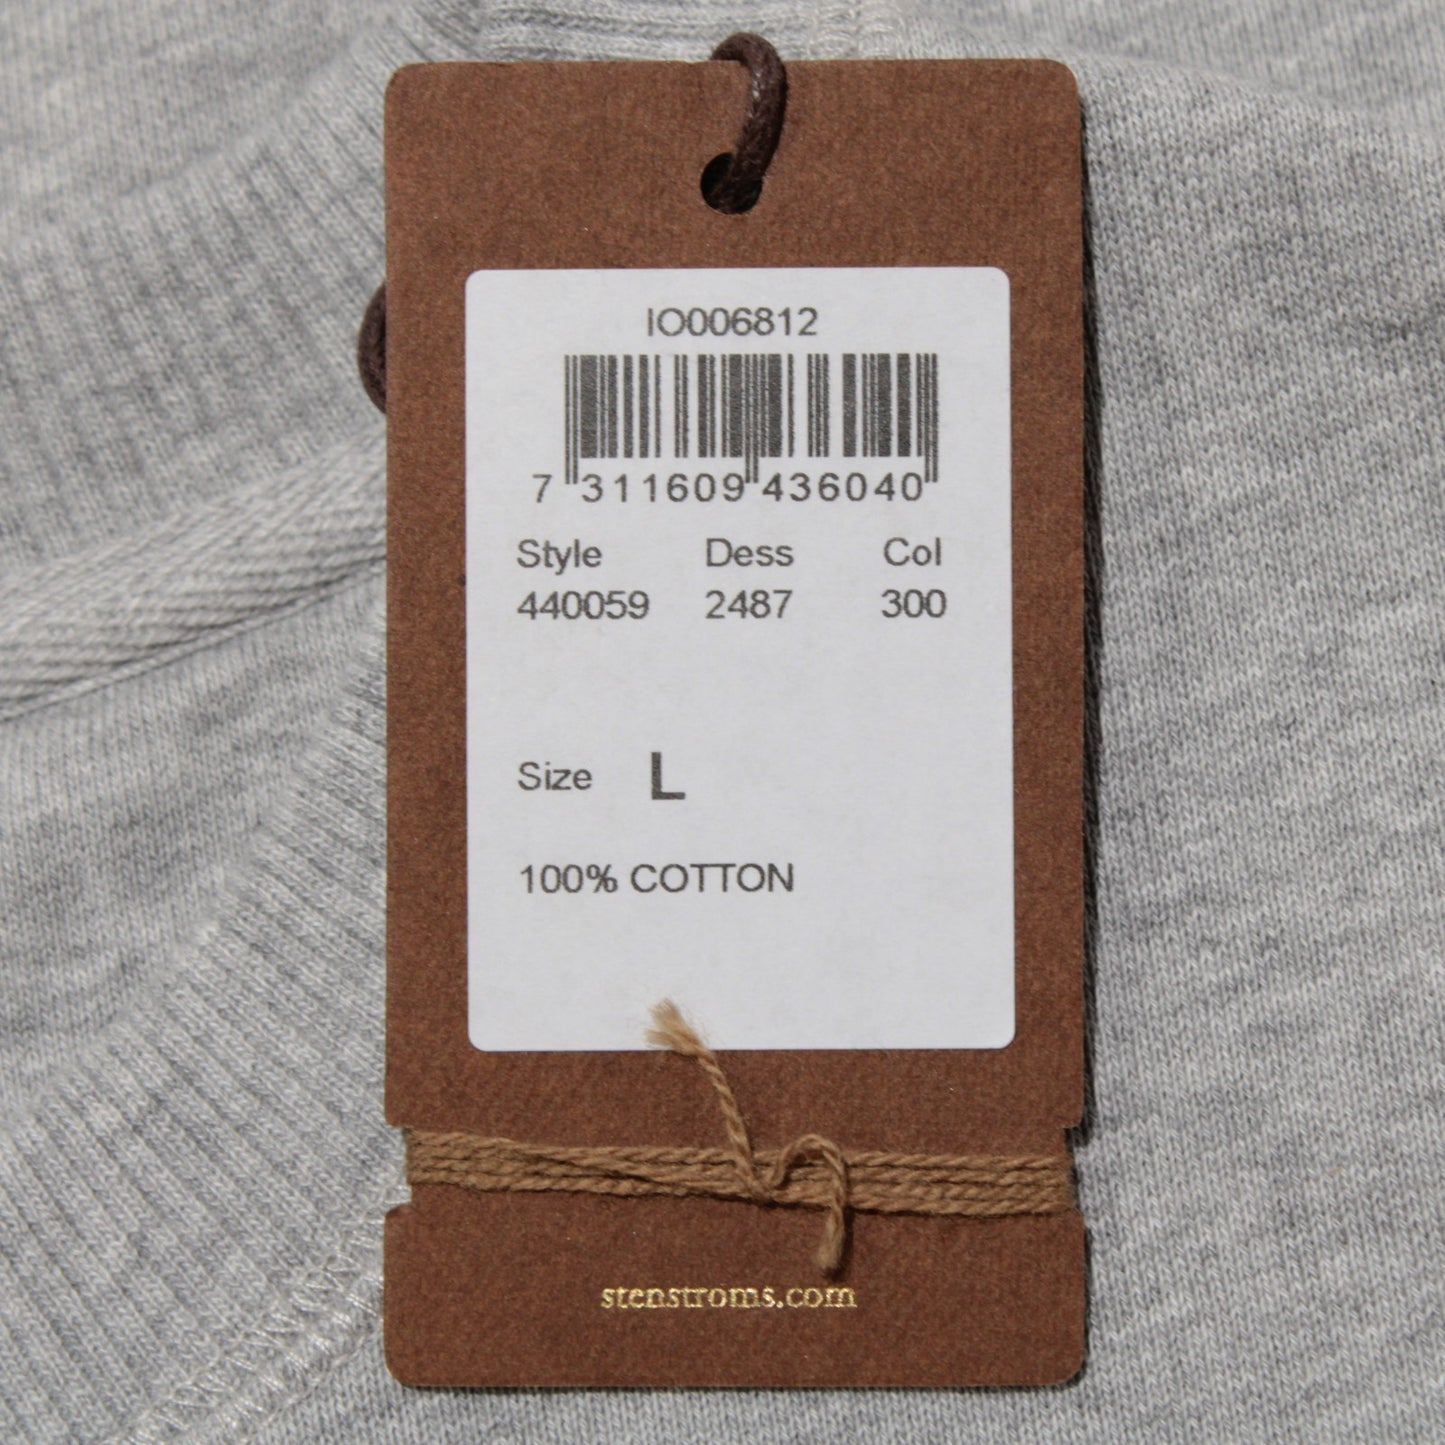 IO006812
7 311609 436040
Style Dess Col
440059 2487 300
Size L
100% COTTON
stenstroms.com